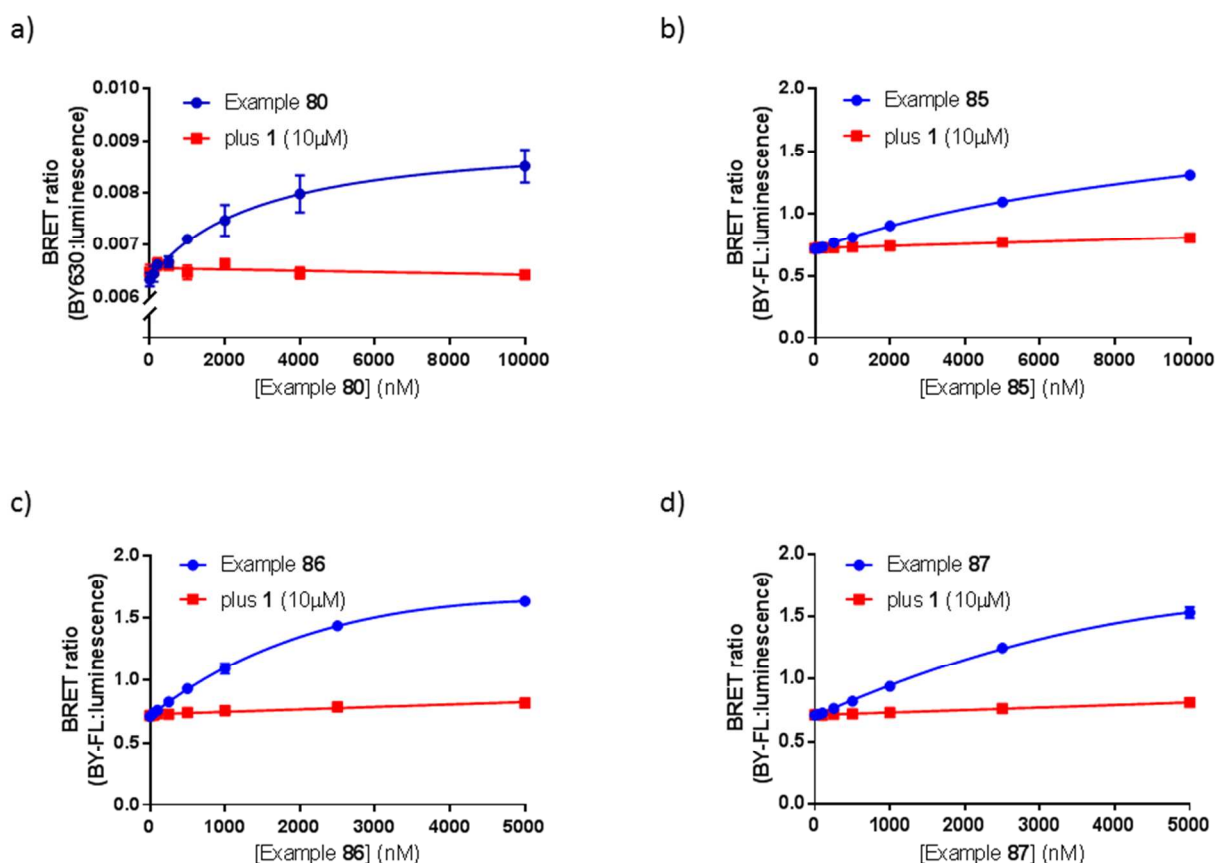 a)
0.010
0.009
0.008
0.007
0.006
BRET ratio
(BY630:luminescence)
Example 80
plus 1 (10μM)
0 2000 4000 6000 8000 10000
[Example 80] (nM)
b)
2.0
1.5
1.0
0.5
0.0
BRET ratio
(BY-FL:luminescence)
Example 85
plus 1 (10μM)
0 2000 4000 6000 8000 10000
[Example 85] (nM)
c)
2.0
1.5
1.0
0.5
0.0
BRET ratio
(BY-FL:luminescence)
Example 86
plus 1 (10μM)
0 1000 2000 3000 4000 5000
[Example 86] (nM)
d)
2.0
1.5
1.0
0.5
0.0
BRET ratio
(BY-FL:luminescence)
Example 87
plus 1 (10μM)
0 1000 2000 3000 4000 5000
[Example 87] (nM)